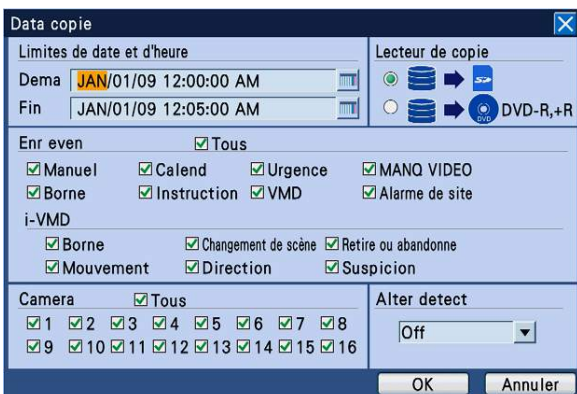 Data copie
Limites de date et d'heure
Dema JAN/01/09 12:00:00 AM
Fin JAN/01/09 12:05:00 AM
Lecteur de copie
SD
DVD DVD-R,+R
Enr even Tous
Manuel Calend Urgence MANQ VIDEO
Borne Instruction VMD Alarme de site
i-VMD
Borne Changement de scène Retire ou abandonne
Mouvement Direction Suspicion
Camera Tous
1 2 3 4 5 6 7 8
9 10 11 12 13 14 15 16
Alter detect
Off
OK Annuler